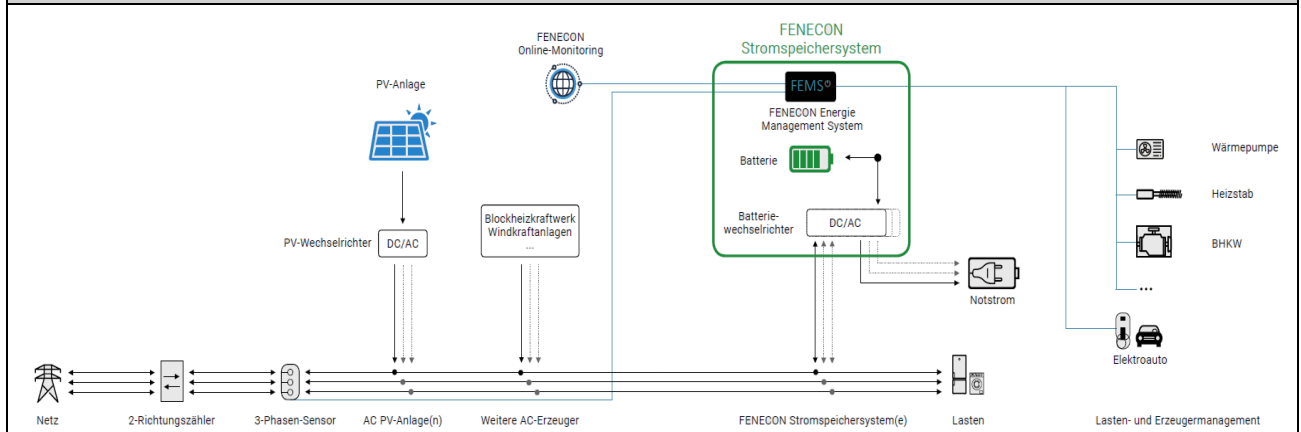 FENECON
Online-Monitoring
FENECON
Stromspeichersystem
PV-Anlage
FEMS
FENECON Energie
Management System
Batterie
Wärmepumpe
Heizstab
Blockheizkraftwerk
Windkraftanlagen
...
Batterie-
wechselrichter
DC/AC
PV-Wechselrichter
DC/AC
BHKW
...
Notstrom
Elektroauto
Netz
2-Richtungszähler
3-Phasen-Sensor
AC PV-Anlage(n)
Weitere AC-Erzeuger
FENECON Stromspeichersystem(e)
Lasten
Lasten- und Erzeugermanagement